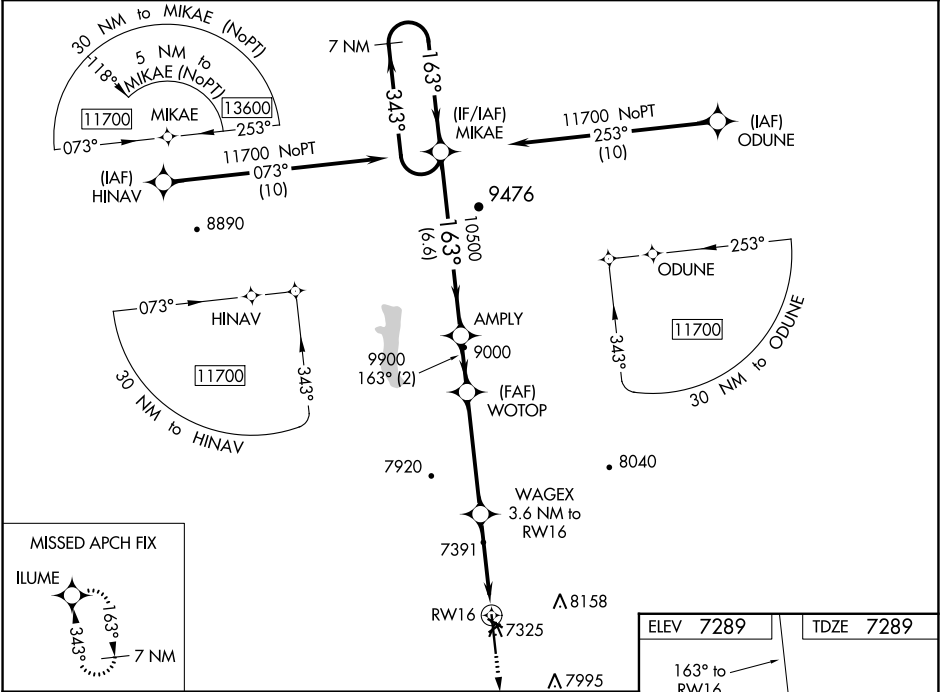 30 NM to MIKAE (NoPT)
118°
5 NM to
MIKAE (NoPT)
11700
13600
MIKAE
073°
253°
7 NM
163°
343°
(IF/IAF)
MIKAE
11700 NoPT
253°
(10)
(IAF)
ODUNE
11700 NoPT
073°
(10)
(IAF)
HINAV
8890
9476
10500
163°
(6.6)
073°
HINAV
11700
343°
30 NM to HINAV
253°
ODUNE
11700
343°
30 NM to ODUNE
AMPLY
9000
9900
163° (2)
(FAF)
WOTOP
7920
8040
WAGEX
3.6 NM to
RW16
7391
RW16
7325
8158
7995
MISSED APCH FIX
ILUME
163°
343°
7 NM
ELEV 7289
TDZE 7289
163° to
RW16